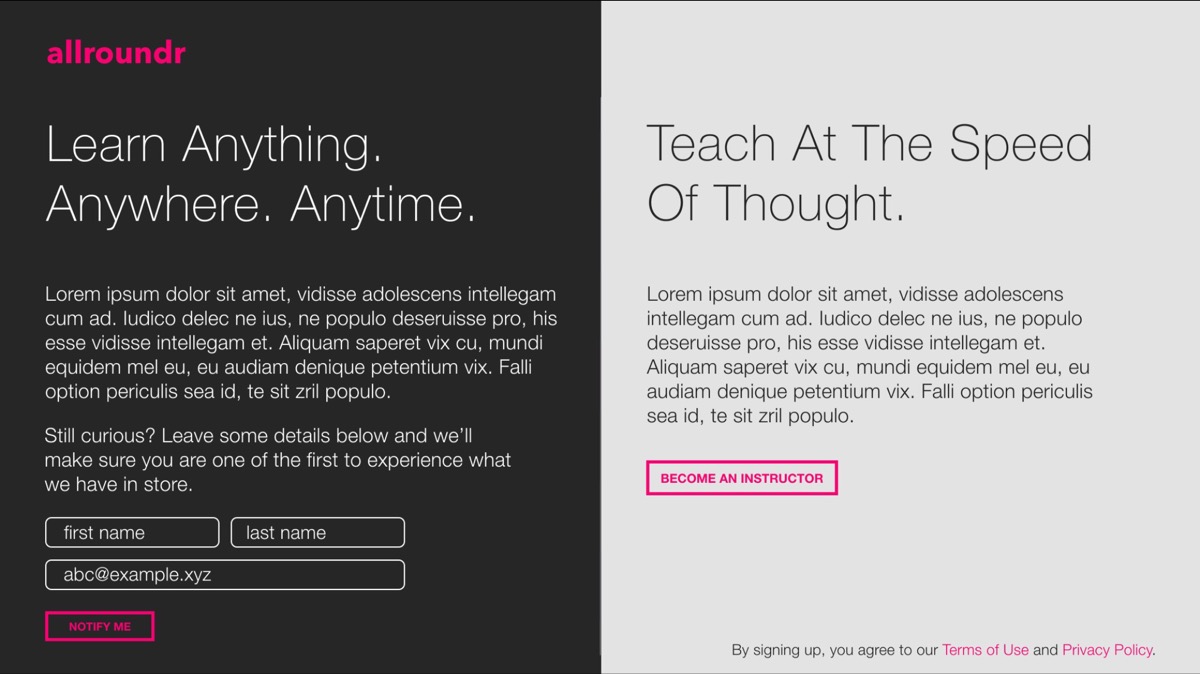 allroundr
Learn Anything.
Anywhere. Anytime.
Lorem ipsum dolor sit amet, vidisse adolescens intellegam
cum ad. Iudico delec ne ius, ne populo deseruisse pro, his
esse vidisse intellegam et. Aliquam saperet vix cu, mundi
equidem mel eu, eu audiam denique petentium vix. Falli
option periculis sea id, te sit zril populo.
Still curious? Leave some details below and we’ll
make sure you are one of the first to experience what
we have in store.
first name
last name
abc@example.xyz
NOTIFY ME
Teach At The Speed
Of Thought.
Lorem ipsum dolor sit amet, vidisse adolescens
intellegam cum ad. Iudico delec ne ius, ne populo
deseruisse pro, his esse vidisse intellegam et.
Aliquam saperet vix cu, mundi equidem mel eu, eu
audiam denique petentium vix. Falli option periculis
sea id, te sit zril populo.
BECOME AN INSTRUCTOR
By signing up, you agree to our Terms of Use and Privacy Policy.